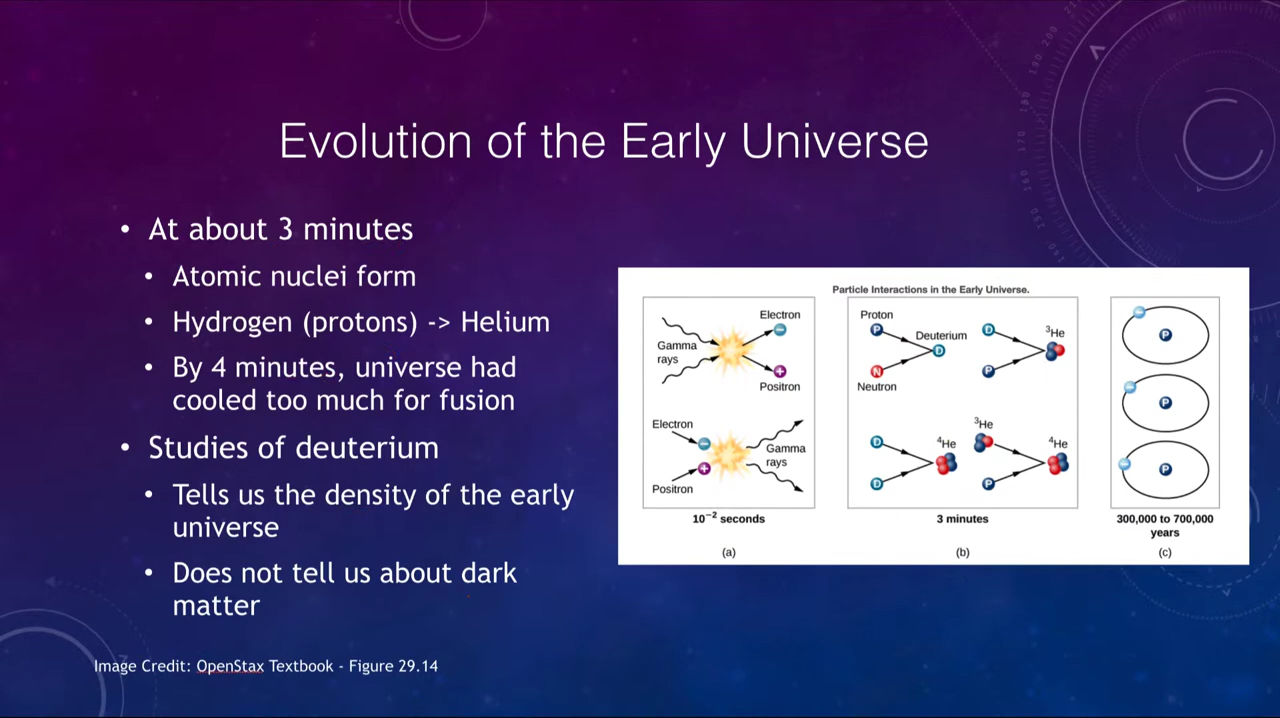 Evolution of the Early Universe
• At about 3 minutes
• Atomic nuclei form
• Hydrogen (protons) -> Helium
• By 4 minutes, universe had
cooled too much for fusion
• Studies of deuterium
• Tells us the density of the early
universe
• Does not tell us about dark
matter
Image Credit: OpenStax Textbook - Figure 29.14
Particle Interactions in the Early Universe.
Gamma
rays
Electron
−
+
Positron
Electron
−
+
Positron
Gamma
rays
10⁻² seconds
(a)
Proton
P
N
Neutron
Deuterium
D
D
P
³He
D
D
⁴He
³He
P
⁴He
3 minutes
(b)
−
P
−
P
−
P
300,000 to 700,000
years
(c)